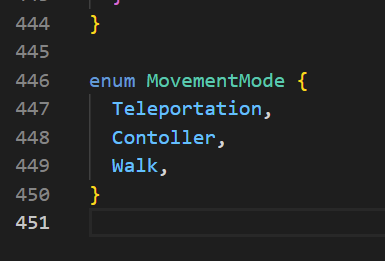 444 }
445
446 enum MovementMode {
447 Teleportation,
448 Contoller,
449 Walk,
450 }
451